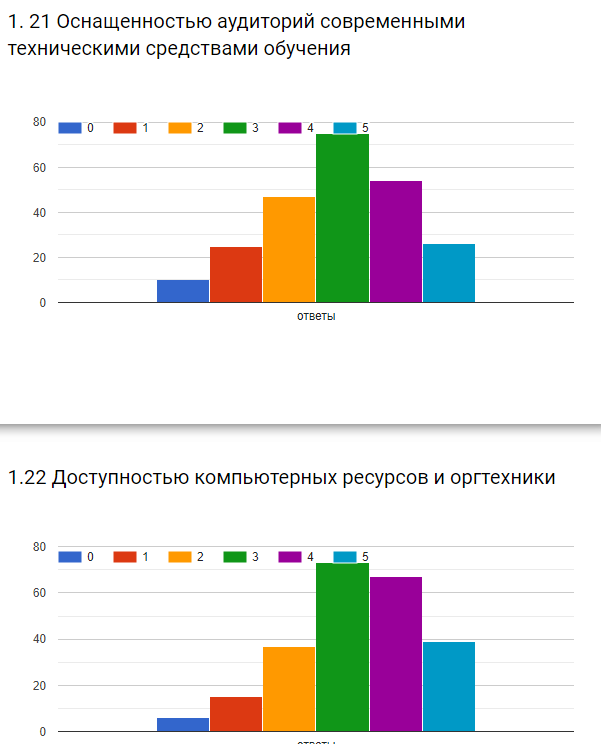 1. 21 Оснащенностью аудиторий современными
техническими средствами обучения
80
0 1 2 3 4 5
60
40
20
0
ответы
1.22 Доступностью компьютерных ресурсов и оргтехники
80
0 1 2 3 4 5
60
40
20
0
ответы